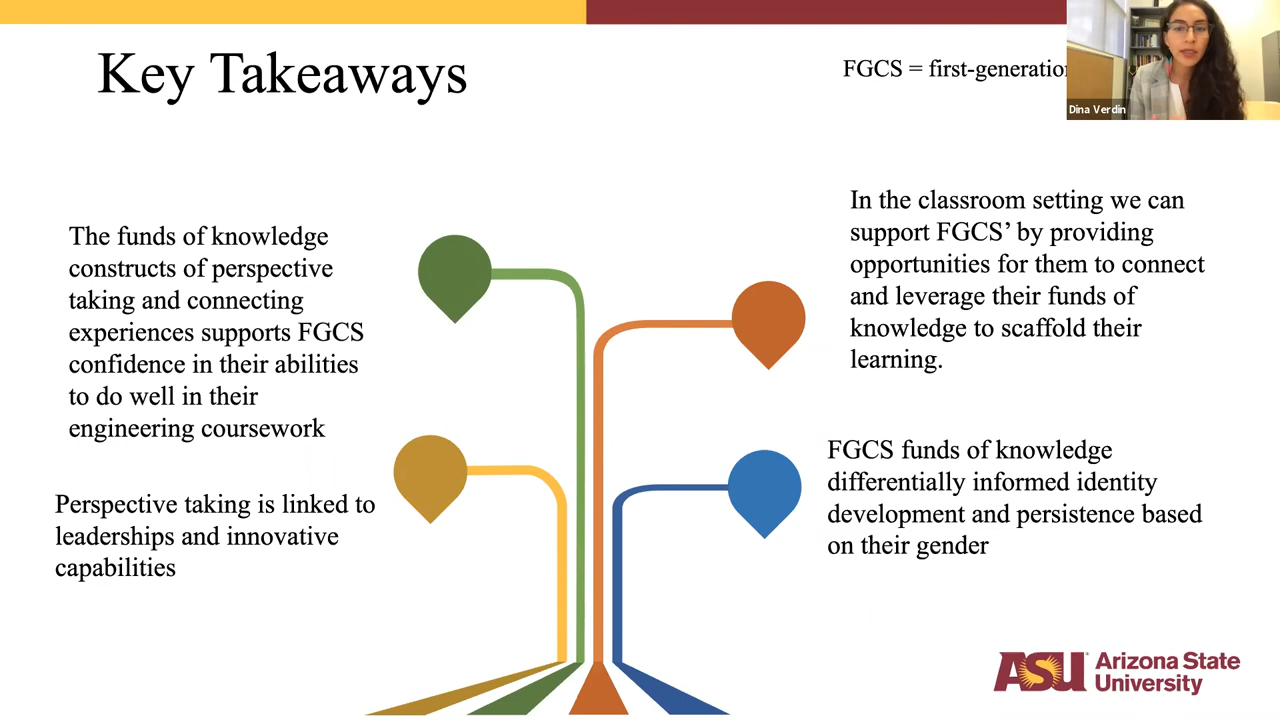 Key Takeaways
FGCS = first-generation
Dina Verdin
The funds of knowledge
constructs of perspective
taking and connecting
experiences supports FGCS
confidence in their abilities
to do well in their
engineering coursework
In the classroom setting we can
support FGCS’ by providing
opportunities for them to connect
and leverage their funds of
knowledge to scaffold their
learning.
Perspective taking is linked to
leaderships and innovative
capabilities
FGCS funds of knowledge
differentially informed identity
development and persistence based
on their gender
ASU Arizona State
University